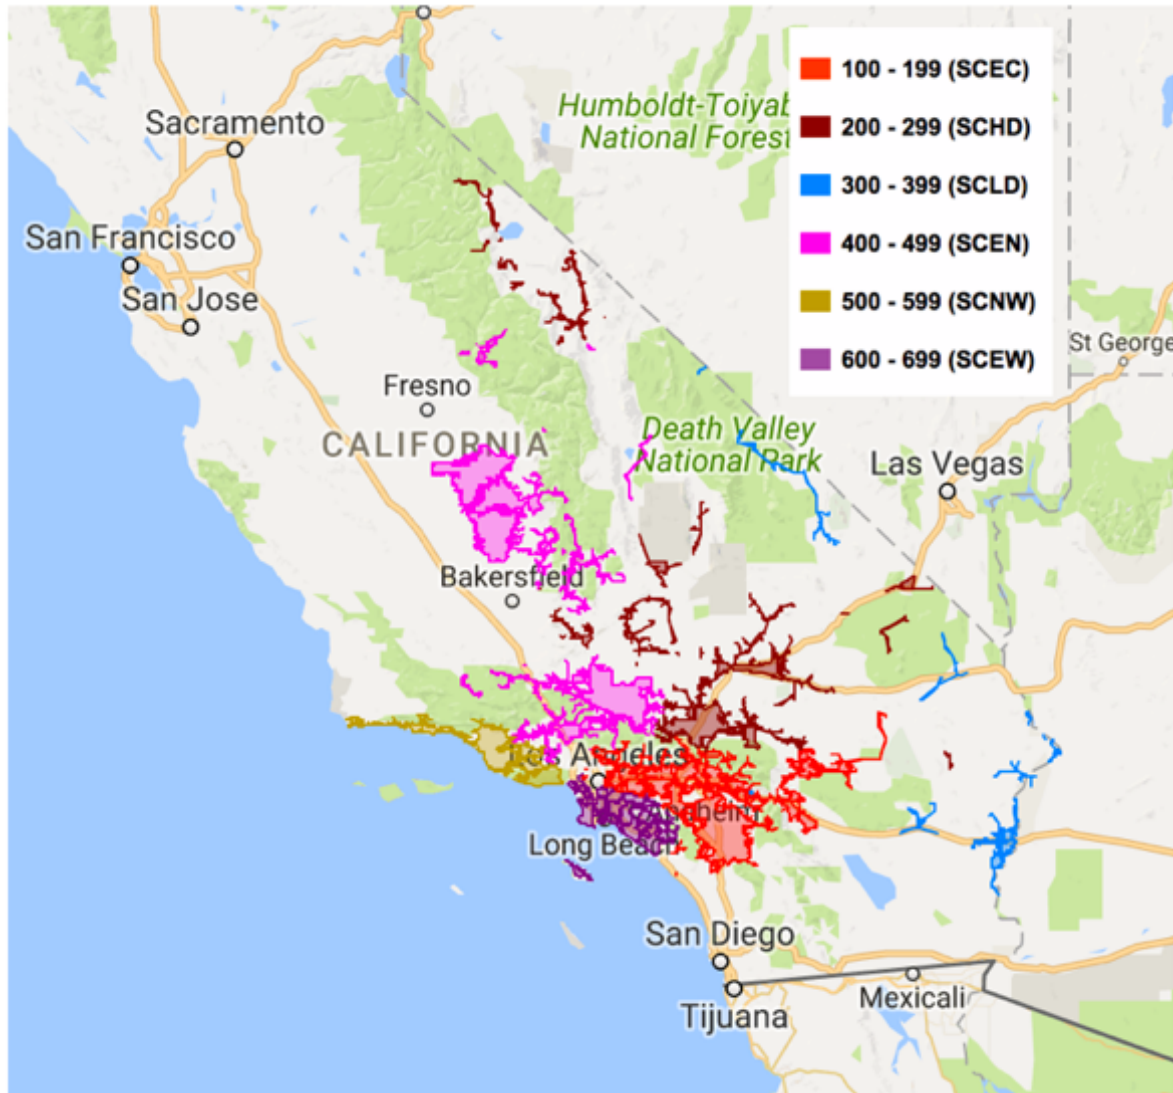 Humboldt-Toiyab
National Forest
Sacramento
San Francisco
San Jose
Fresno
CALIFORNIA
Bakersfield
Death Valley
National Park
Las Vegas
St George
100 - 199 (SCEC)
200 - 299 (SCHD)
300 - 399 (SCLD)
400 - 499 (SCEN)
500 - 599 (SCNW)
600 - 699 (SCEW)
Los Angeles
Anaheim
Long Beach
San Diego
Tijuana
Mexicali